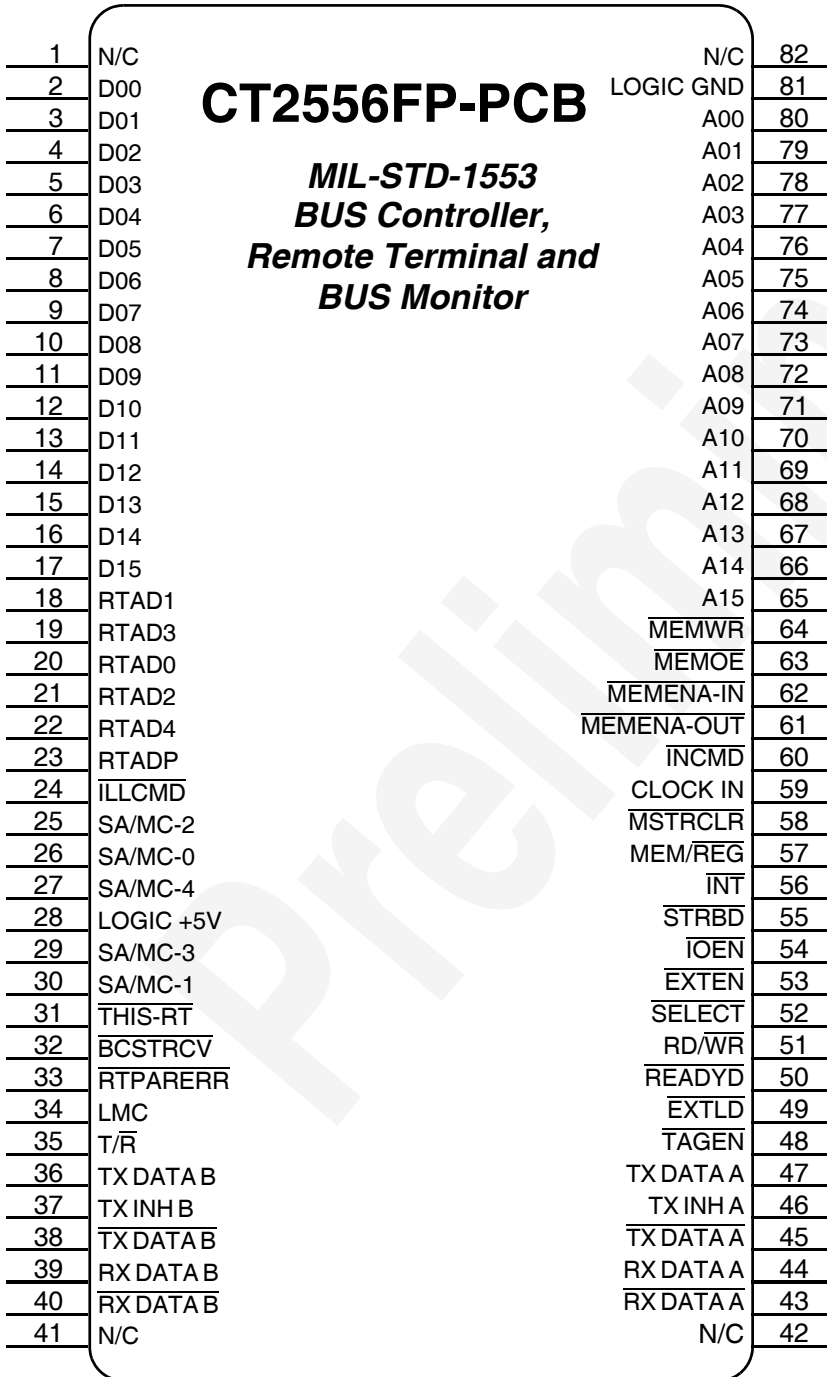 CT2556FP-PCB
MIL-STD-1553
BUS Controller,
Remote Terminal and
BUS Monitor
1 N/C
2 D00
3 D01
4 D02
5 D03
6 D04
7 D05
8 D06
9 D07
10 D08
11 D09
12 D10
13 D11
14 D12
15 D13
16 D14
17 D15
18 RTAD1
19 RTAD3
20 RTAD0
21 RTAD2
22 RTAD4
23 RTADP
24 ILLCMD
25 SA/MC-2
26 SA/MC-0
27 SA/MC-4
28 LOGIC +5V
29 SA/MC-3
30 SA/MC-1
31 THIS-RT
32 BCSTRCV
33 RTPARERR
34 LMC
35 T/R
36 TX DATA B
37 TX INH B
38 TX DATA B
39 RX DATA B
40 RX DATA B
41 N/C
N/C 82
LOGIC GND 81
A00 80
A01 79
A02 78
A03 77
A04 76
A05 75
A06 74
A07 73
A08 72
A09 71
A10 70
A11 69
A12 68
A13 67
A14 66
A15 65
MEMWR 64
MEMOE 63
MEMENA-IN 62
MEMENA-OUT 61
INCMD 60
CLOCK IN 59
MSTRCLR 58
MEM/REG 57
INT 56
STRBD 55
IOEN 54
EXTEN 53
SELECT 52
RD/WR 51
READYD 50
EXTLD 49
TAGEN 48
TX DATA A 47
TX INH A 46
TX DATA A 45
RX DATA A 44
RX DATA A 43
N/C 42
Prelimin